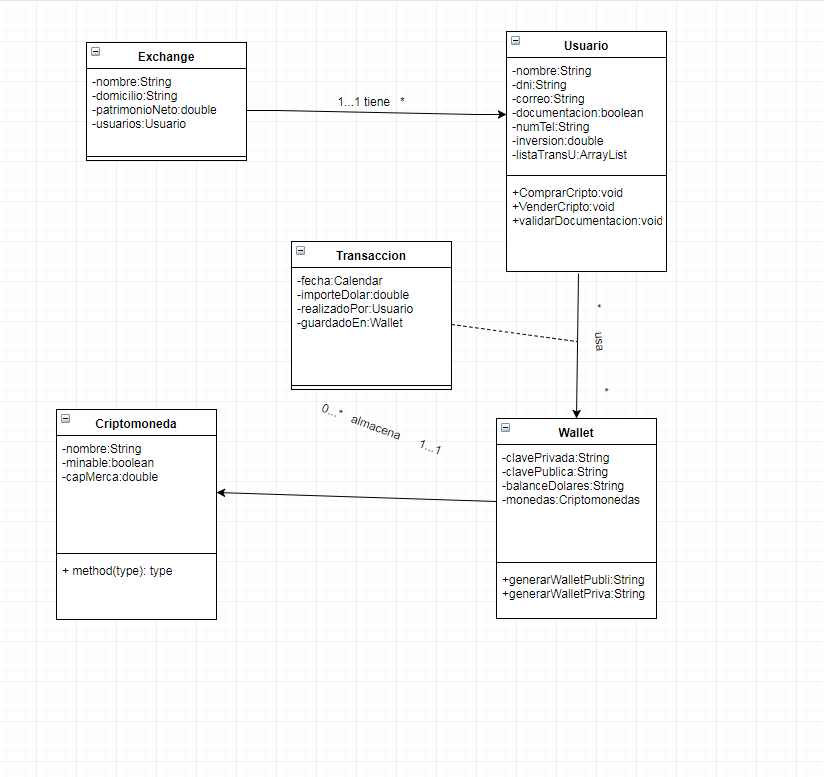 Exchange
-nombre:String
-domicilio:String
-patrimonioNeto:double
-usuarios:Usuario
1...1 tiene *
Usuario
-nombre:String
-dni:String
-correo:String
-documentacion:boolean
-numTel:String
-inversion:double
-listaTransU:ArrayList
+ComprarCripto:void
+VenderCripto:void
+validarDocumentacion:void
Transaccion
-fecha:Calendar
-importeDolar:double
-realizadoPor:Usuario
-guardadoEn:Wallet
* usa *
0...* almacena 1...1
Criptomoneda
-nombre:String
-minable:boolean
-capMerca:double
+ method(type): type
Wallet
-clavePrivada:String
-clavePublica:String
-balanceDolares:String
-monedas:Criptomonedas
+generarWalletPubli:String
+generarWalletPriva:String